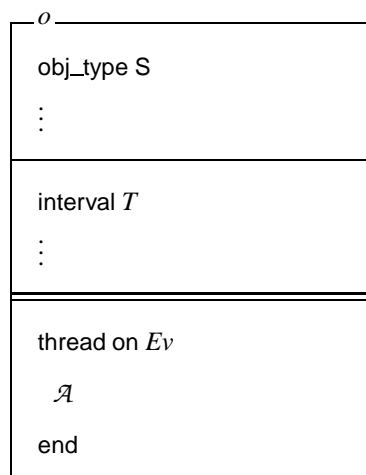 o
obj_type S
⋮
interval T
⋮
thread on Ev
𝒜
end